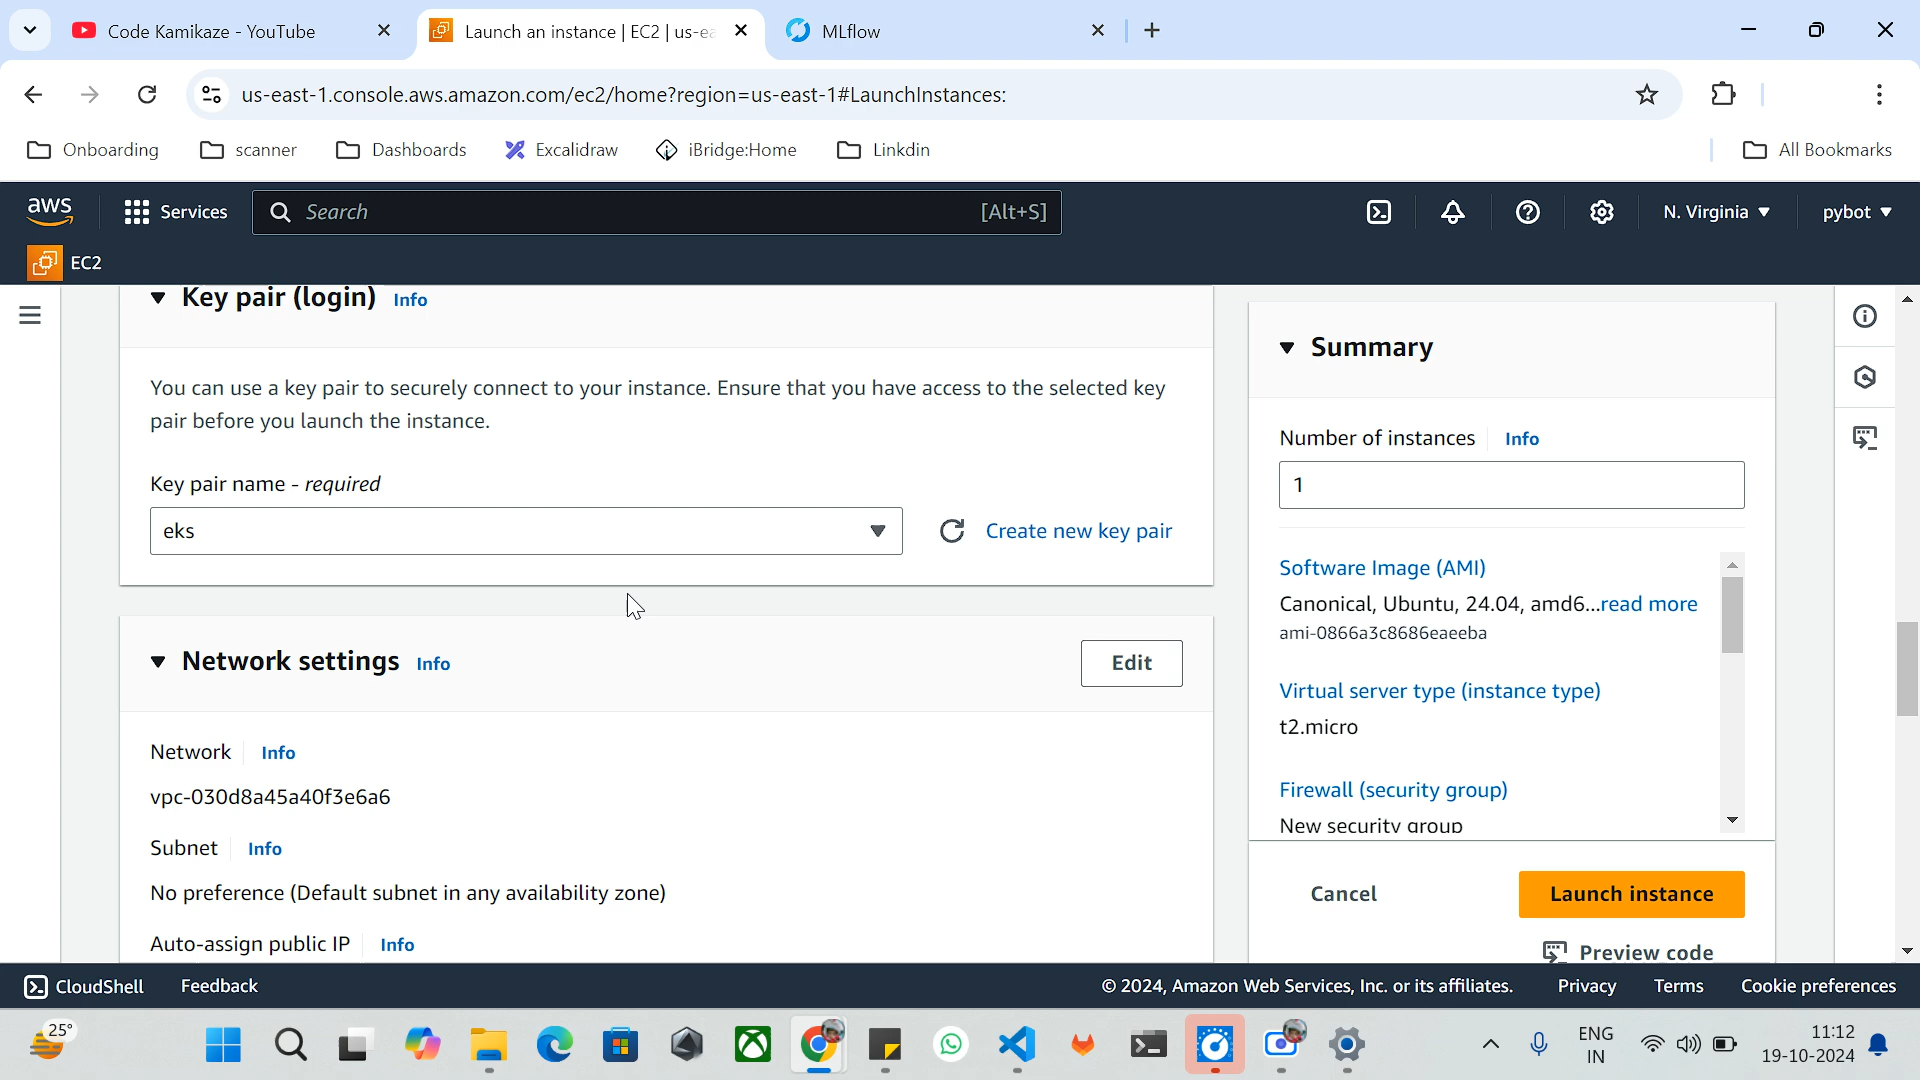 Code Kamikaze - YouTube
Launch an instance | EC2 | us-ea
MLflow
us-east-1.console.aws.amazon.com/ec2/home?region=us-east-1#LaunchInstances:
Onboarding
scanner
Dashboards
Excalidraw
iBridge:Home
Linkdin
All Bookmarks
aws
Services
Search
[Alt+S]
N. Virginia
pybot
EC2
Key pair (login) Info
You can use a key pair to securely connect to your instance. Ensure that you have access to the selected key
pair before you launch the instance.
Key pair name - required
eks
Create new key pair
Network settings Info
Edit
Network Info
vpc-030d8a45a40f3e6a6
Subnet Info
No preference (Default subnet in any availability zone)
Auto-assign public IP Info
Summary
Number of instances Info
1
Software Image (AMI)
Canonical, Ubuntu, 24.04, amd6...read more
ami-0866a3c8686eaeeba
Virtual server type (instance type)
t2.micro
Firewall (security group)
New security group
Cancel
Launch instance
Preview code
CloudShell
Feedback
© 2024, Amazon Web Services, Inc. or its affiliates.
Privacy
Terms
Cookie preferences
25°
ENG
IN
11:12
19-10-2024